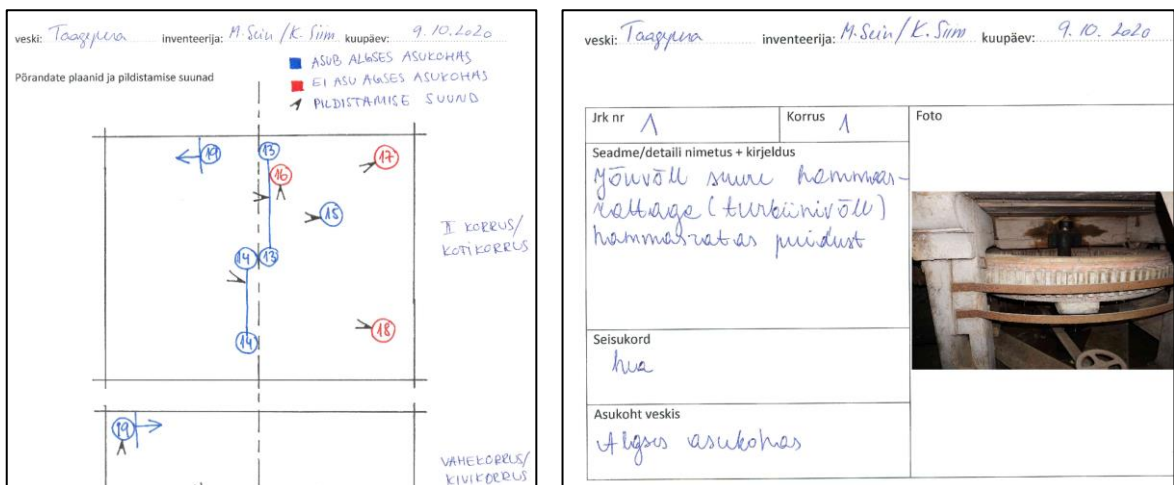 veski: Taagepera inventeerija: M. Sein / K. Siim kuupäev: 9.10.2020
Põrandate plaanid ja pildistamise suunad
ASUB ALGSES ASUKOHAS
EI ASU ALGSES ASUKOHAS
PILDISTAMISE SUUND
19
13
17
16
15
II KORRUS/
KOTIKORRUS
14
13
18
14
19
VAHEKORRUS/
KIVIKORRUS
veski: Taagepera inventeerija: M. Sein / K. Siim kuupäev: 9.10.2020
Jrk nr 1
Korrus 1
Foto
Seadme/detaili nimetus + kirjeldus
Jõuvõll suure hammas-
rattaga (turbiinivõll)
hammasratas puidust
Seisukord
hea
Asukoht veskis
Algses asukohas